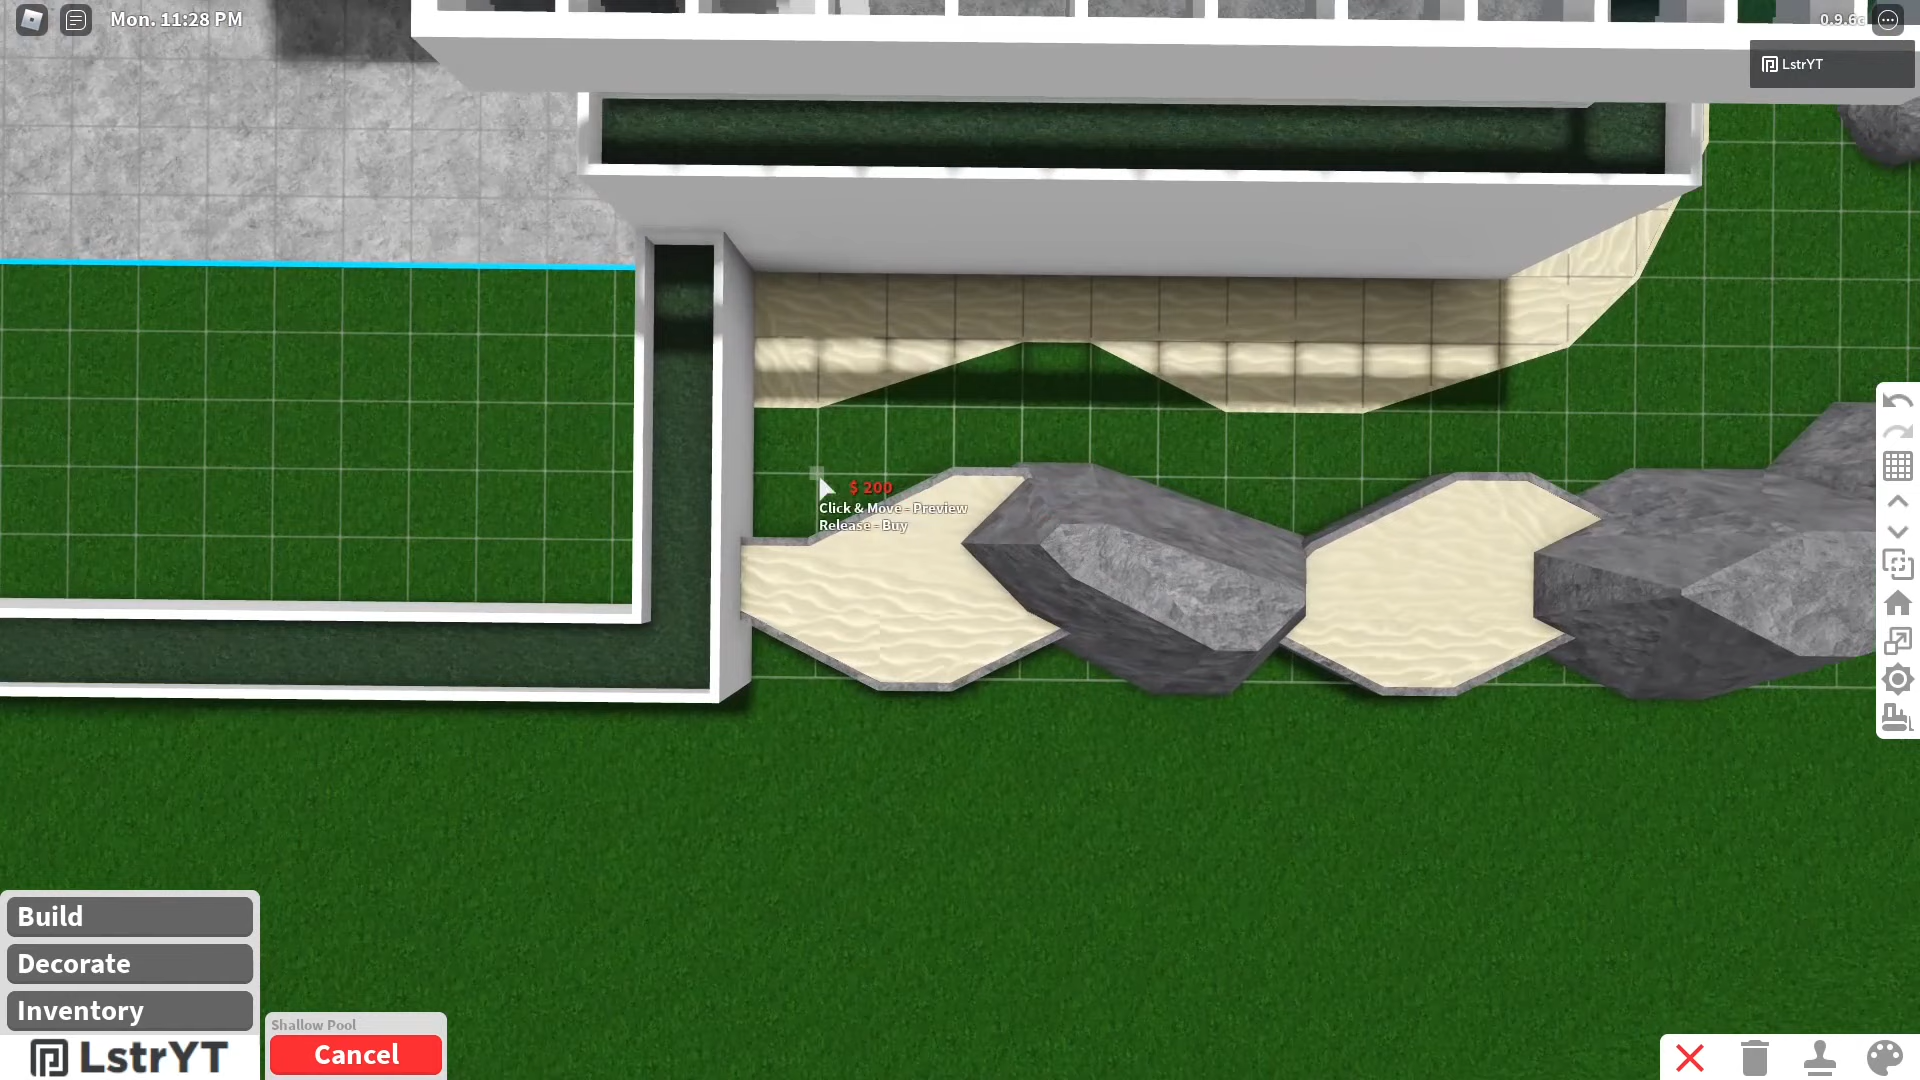 Mon. 11:28 PM
0.9.6c
LstrYT
$ 200
Click & Move - Preview
Release - Buy
Build
Decorate
Inventory
Shallow Pool
Cancel
LstrYT